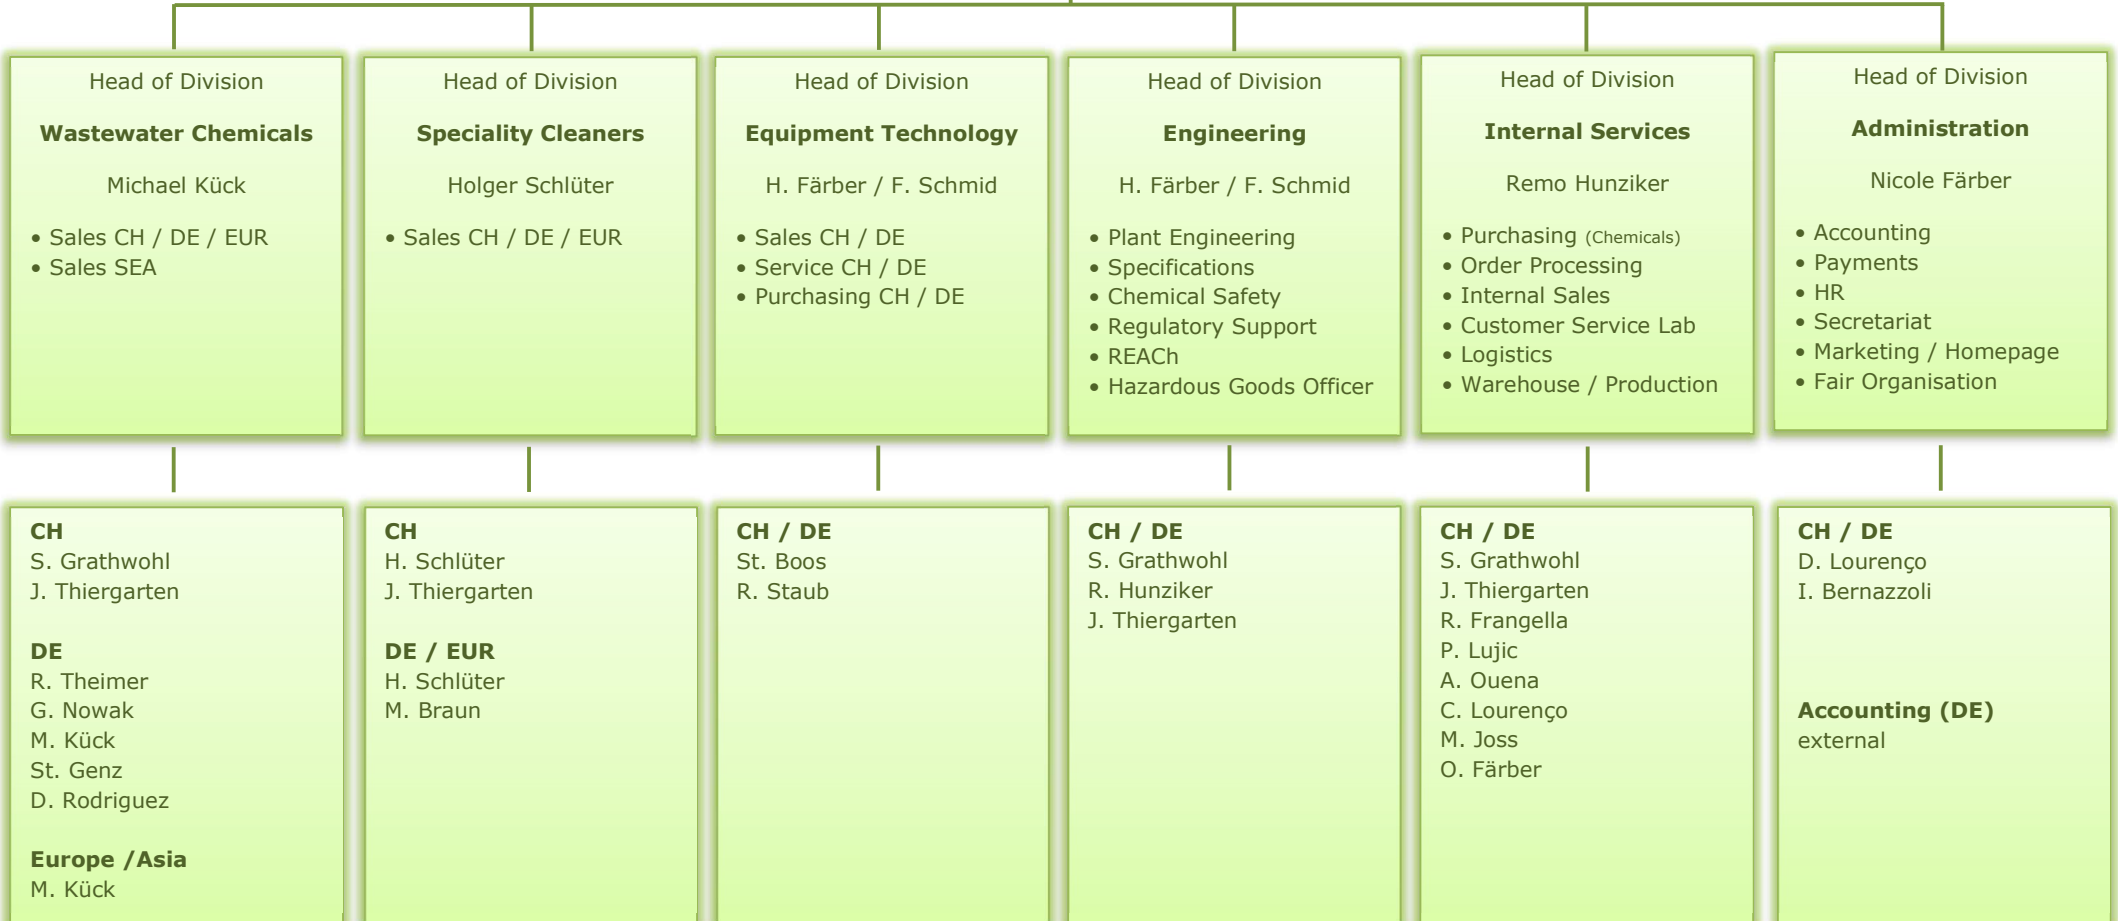 Head of Division
Wastewater Chemicals
Michael Kück
• Sales CH / DE / EUR
• Sales SEA
Head of Division
Speciality Cleaners
Holger Schlüter
• Sales CH / DE / EUR
Head of Division
Equipment Technology
H. Färber / F. Schmid
• Sales CH / DE
• Service CH / DE
• Purchasing CH / DE
Head of Division
Engineering
H. Färber / F. Schmid
• Plant Engineering
• Specifications
• Chemical Safety
• Regulatory Support
• REACh
• Hazardous Goods Officer
Head of Division
Internal Services
Remo Hunziker
• Purchasing (Chemicals)
• Order Processing
• Internal Sales
• Customer Service Lab
• Logistics
• Warehouse / Production
Head of Division
Administration
Nicole Färber
• Accounting
• Payments
• HR
• Secretariat
• Marketing / Homepage
• Fair Organisation
CH
S. Grathwohl
J. Thiergarten
DE
R. Theimer
G. Nowak
M. Kück
St. Genz
D. Rodriguez
Europe /Asia
M. Kück
CH
H. Schlüter
J. Thiergarten
DE / EUR
H. Schlüter
M. Braun
CH / DE
St. Boos
R. Staub
CH / DE
S. Grathwohl
R. Hunziker
J. Thiergarten
CH / DE
S. Grathwohl
J. Thiergarten
R. Frangella
P. Lujic
A. Ouena
C. Lourenço
M. Joss
O. Färber
CH / DE
D. Lourenço
I. Bernazzoli
Accounting (DE)
external